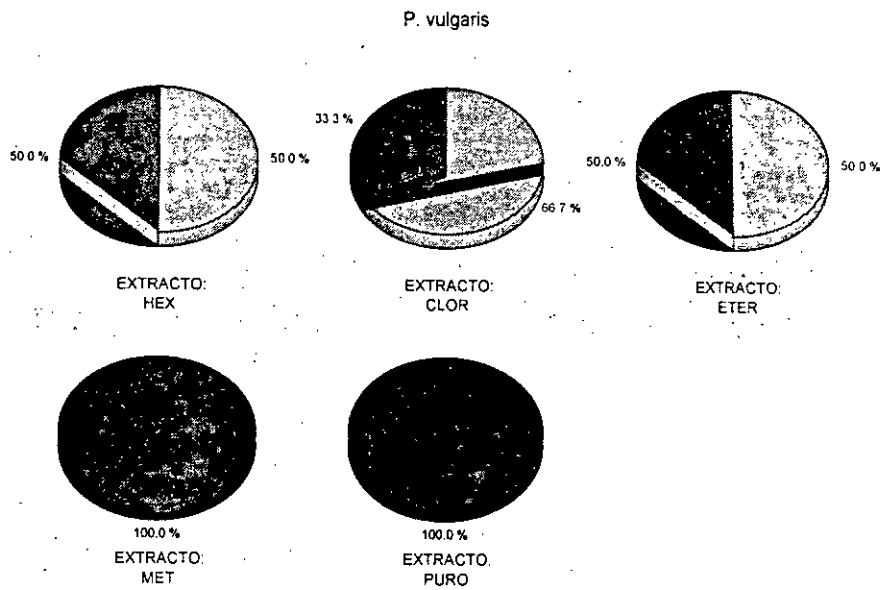 P. vulgaris
50.0 %
50.0 %
33.3 %
66.7 %
50.0 %
50.0 %
EXTRACTO:
HEX
EXTRACTO:
CLOR
EXTRACTO:
ETER
100.0 %
100.0 %
EXTRACTO:
MET
EXTRACTO.
PURO